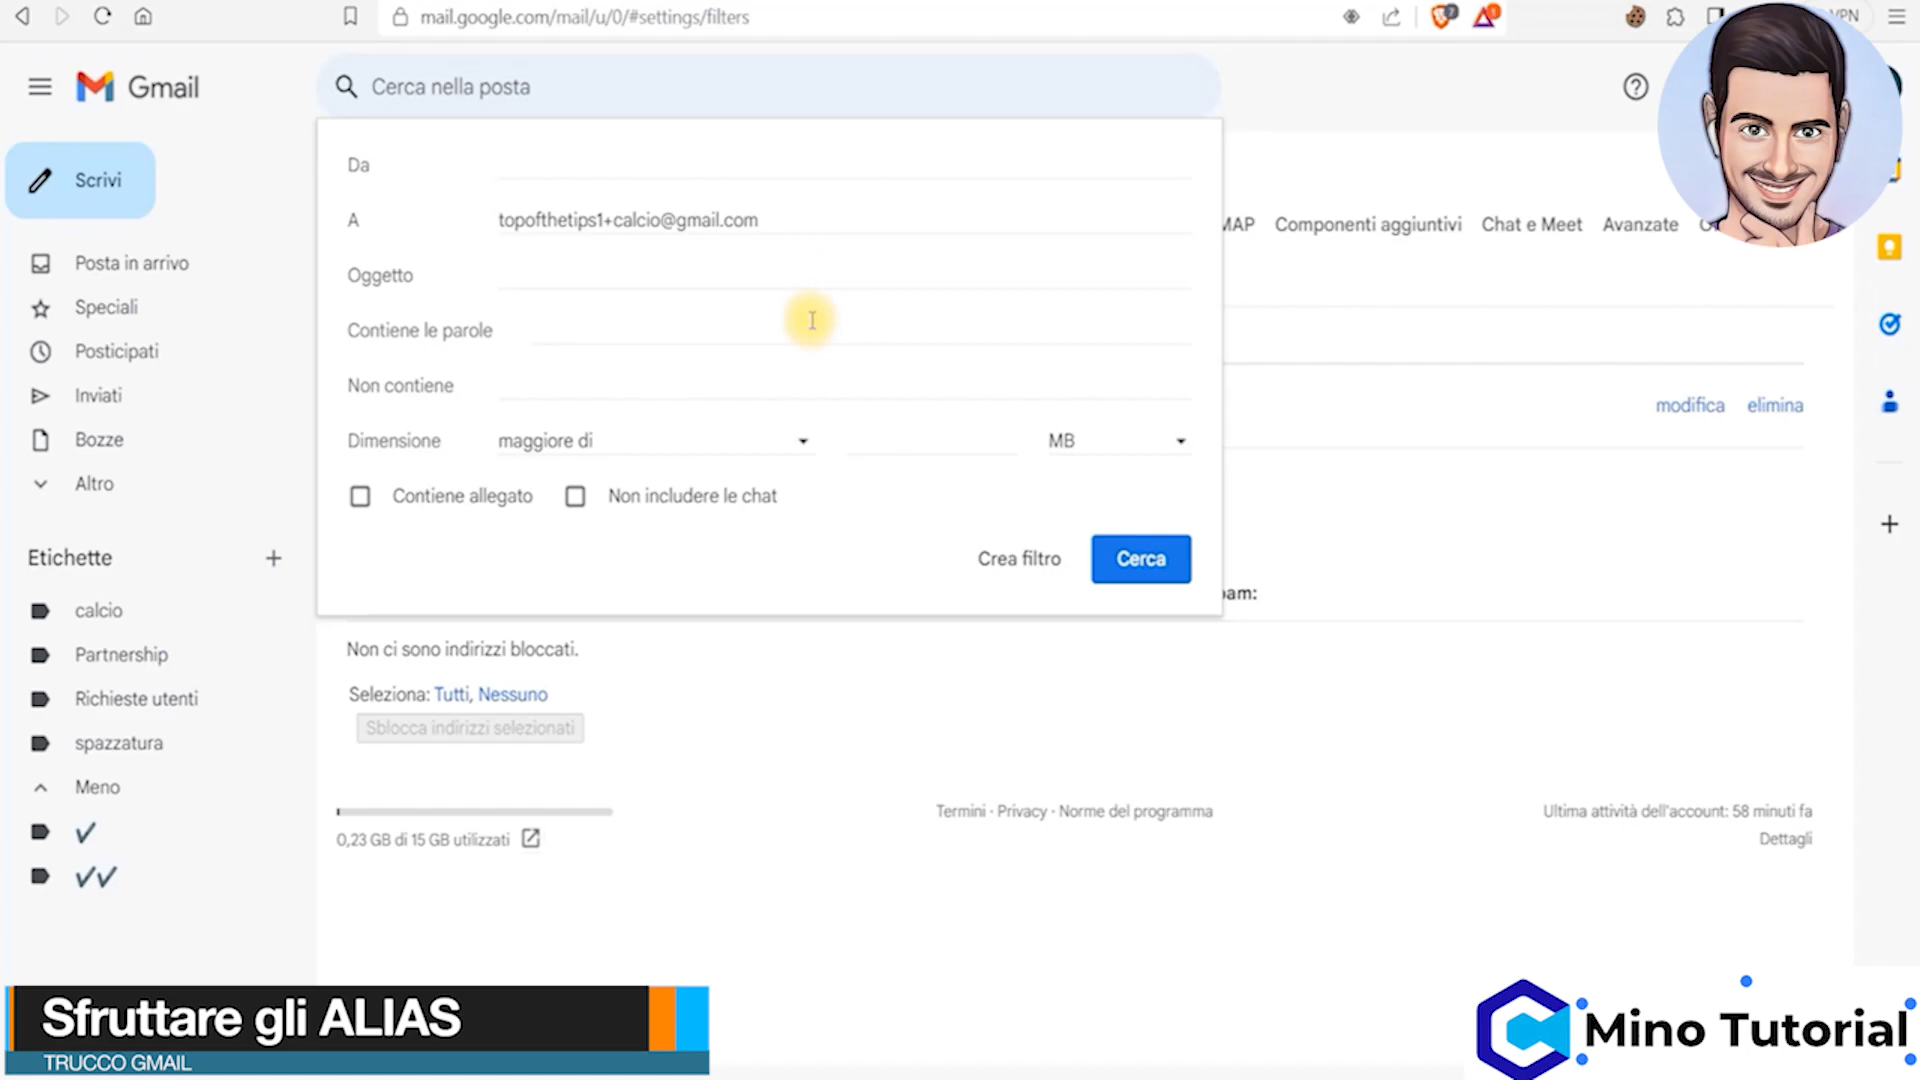 mail.google.com/mail/u/0/#settings/filters
7
1
VPN
Gmail
Cerca nella posta
Scrivi
Da
A
topofthetips1+calcio@gmail.com
Oggetto
Contiene le parole
Non contiene
Dimensione
maggiore di
MB
Contiene allegato
Non includere le chat
Crea filtro
Cerca
MAP
Componenti aggiuntivi
Chat e Meet
Avanzate
modifica
elimina
Posta in arrivo
Speciali
Posticipati
Inviati
Bozze
Altro
Etichette
calcio
Partnership
Richieste utenti
spazzatura
Meno
am:
Non ci sono indirizzi bloccati.
Seleziona: Tutti, Nessuno
Sblocca indirizzi selezionati
0,23 GB di 15 GB utilizzati
Termini · Privacy · Norme del programma
Ultima attività dell'account: 58 minuti fa
Dettagli
Sfruttare gli ALIAS
TRUCCO GMAIL
Mino Tutorial